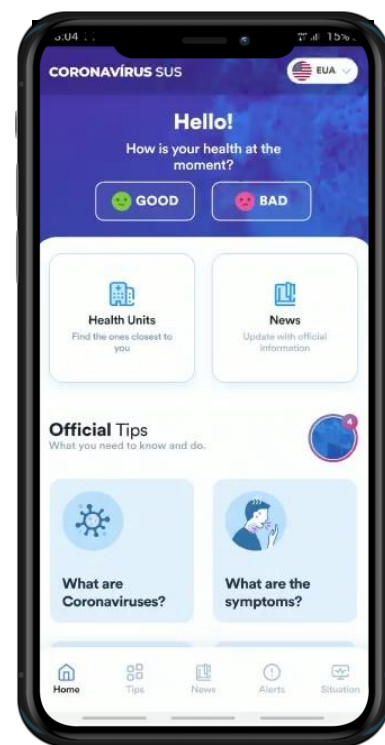 CORONAVÍRUS SUS
EUA
Hello!
How is your health at the
moment?
GOOD
BAD
Health Units
Find the ones closest to
you
News
Update with official
information
Official Tips
What you need to know and do.
4
What are
Coronaviruses?
What are the
symptoms?
Home
Tips
News
Alerts
Situation